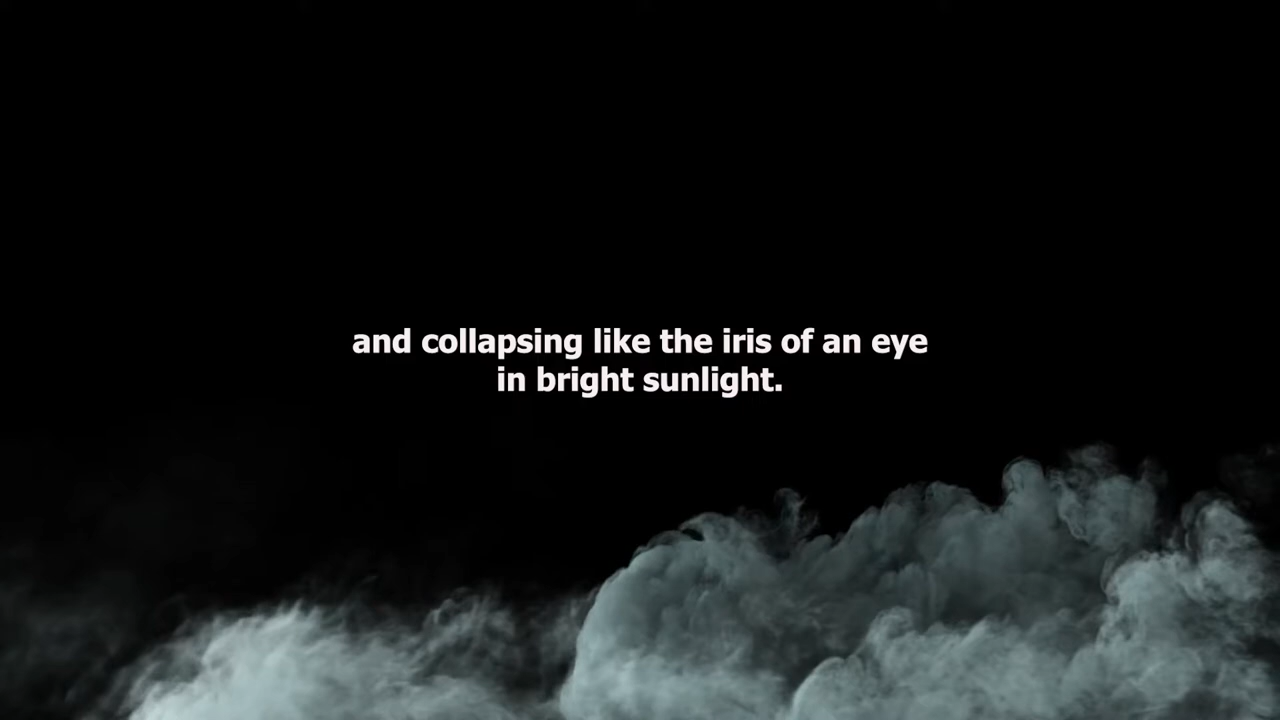 and collapsing like the iris of an eye
in bright sunlight.